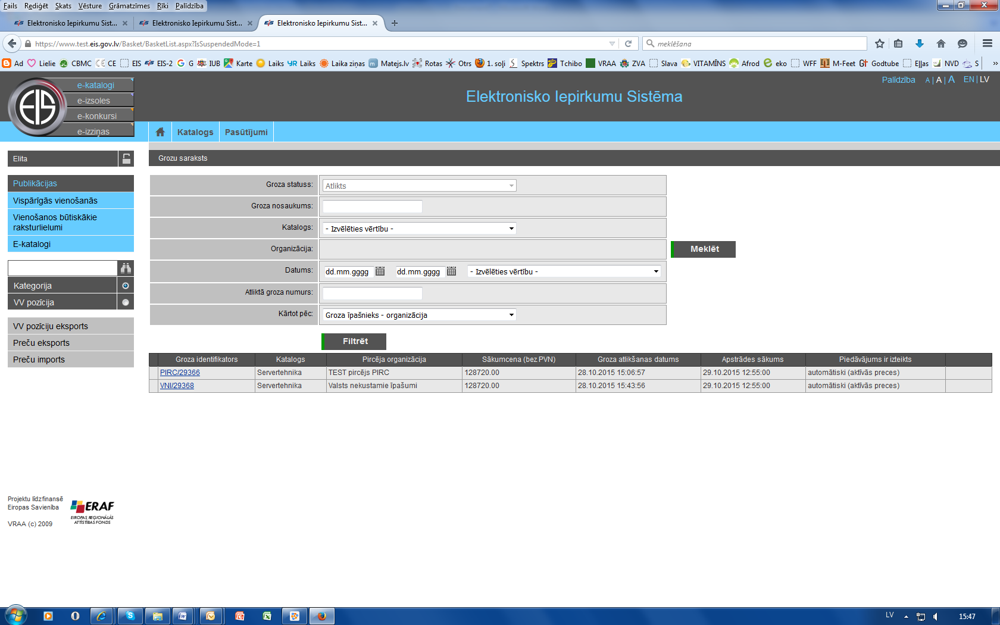 Fails Rediģēt Skats Vēsture Grāmatzīmes Rīki Palīdzība
Elektronisko Iepirkumu Sist... Elektronisko Iepirkumu Sist... Elektronisko Iepirkumu Sist...
https://www.test.eis.gov.lv/Basket/BasketList.aspx?IsSuspendedMode=1 meklēšana
Ad Lielie CBMC CE EIS EIS-2 G IUB Karte Laiks Laiks Laika ziņas Matejs.lv Rotas Otrs 1. soļi Spektrs Tchibo VRAA ZVA Slava VITAMĪNS Afrod eko WFF M-Feet Godtube Eļļas NVD S »
Palīdzība A | A | A EN | LV
EIS
e-katalogi
e-izsoles
e-konkursi
e-izziņas
Elektronisko Iepirkumu Sistēma
Katalogs Pasūtījumi
Elita
Publikācijas
Vispārīgās vienošanās
Vienošanos būtiskākie
raksturlielumi
E-katalogi
Kategorija
VV pozīcija
VV pozīciju eksports
Preču eksports
Preču imports
Grozu saraksts
Groza statuss: Atlikts
Groza nosaukums:
Katalogs: - Izvēlēties vērtību -
Organizācija:
Meklēt
Datums: dd.mm.gggg dd.mm.gggg - Izvēlēties vērtību -
Atliktā groza numurs:
Kārtot pēc: Groza īpašnieks - organizācija
Filtrēt
Groza identifikators Katalogs Pircēja organizācija Sākumcena (bez PVN) Groza atlikšanas datums Apstrādes sākums Piedāvājums ir izteikts
PIRC/29366 Servertehnika TEST pircējs PIRC 128720.00 28.10.2015 15:06:57 29.10.2015 12:55:00 automātiski (aktīvās preces)
VNI/29368 Servertehnika Valsts nekustamie īpašumi 128720.00 28.10.2015 15:43:56 29.10.2015 12:55:00 automātiski (aktīvās preces)
Projektu līdzfinansē
Eiropas Savienība
VRAA (c) 2009
ERAF
EIROPAS REĢIONĀLĀS
ATTĪSTĪBAS FONDS
LV 15:47